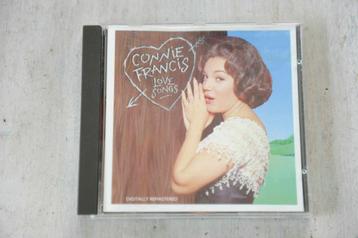 CONNIE
FRANCIS
LOVE
SONGS
DIGITALLY REMASTERED